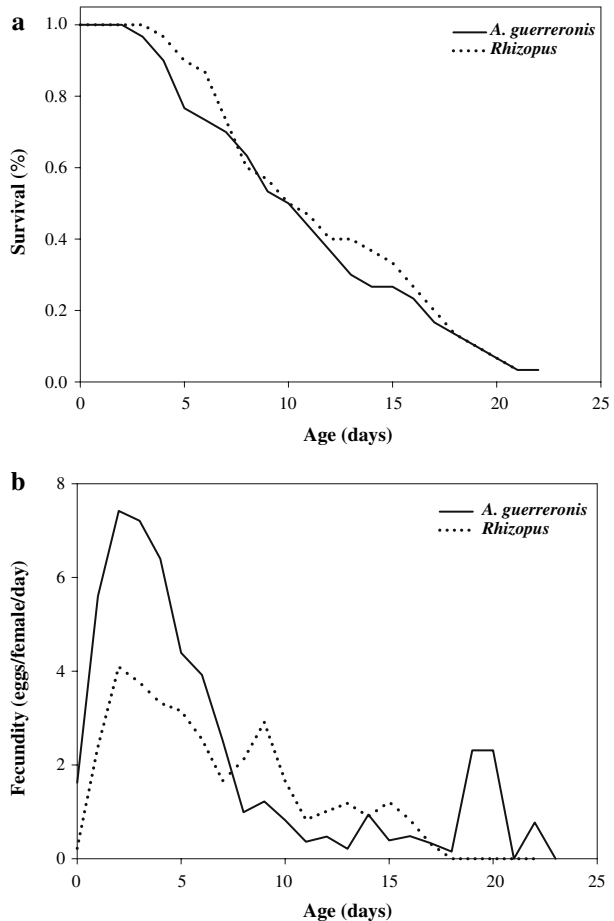 a
1.0
0.8
0.6
0.4
0.2
0.0
Survival (%)
A. guerreronis
Rhizopus
0 5 10 15 20 25
Age (days)
b
8
6
4
2
0
Fecundity (eggs/female/day)
A. guerreronis
Rhizopus
0 5 10 15 20 25
Age (days)